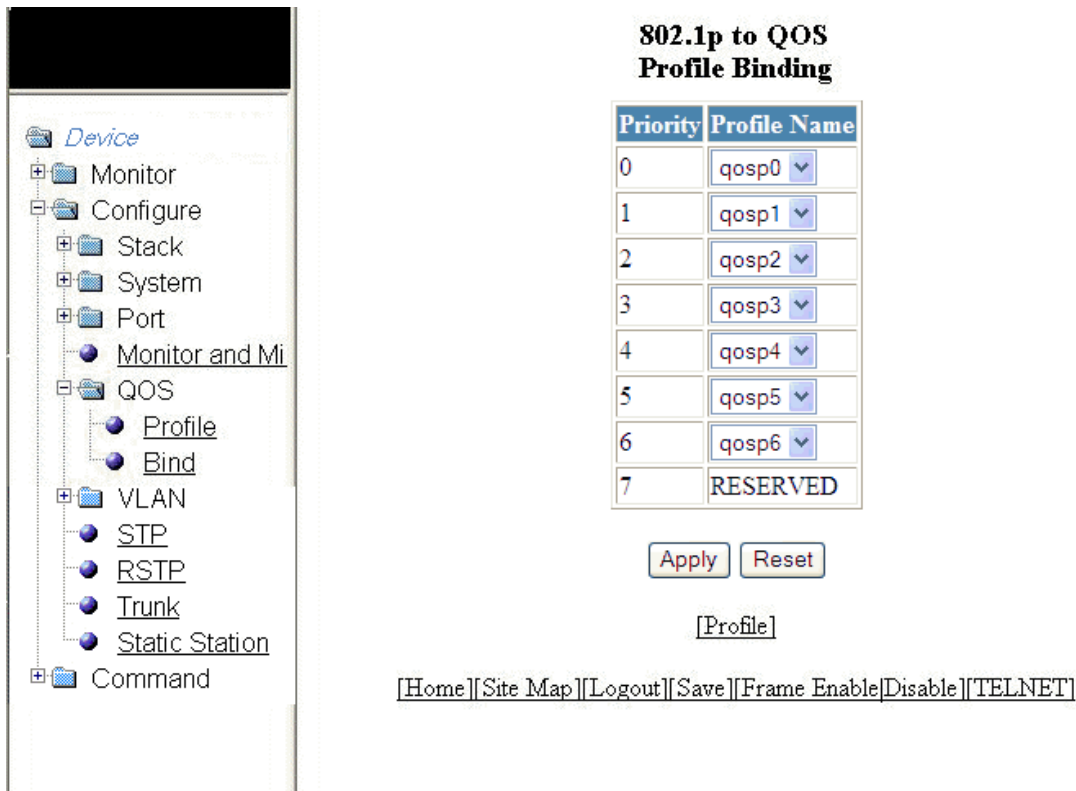 Device
Monitor
Configure
Stack
System
Port
Monitor and Mi
QOS
Profile
Bind
VLAN
STP
RSTP
Trunk
Static Station
Command
802.1p to QOS
Profile Binding
Priority Profile Name
0 qosp0
1 qosp1
2 qosp2
3 qosp3
4 qosp4
5 qosp5
6 qosp6
7 RESERVED
Apply Reset
[Profile]
[Home][Site Map][Logout][Save][Frame Enable|Disable][TELNET]